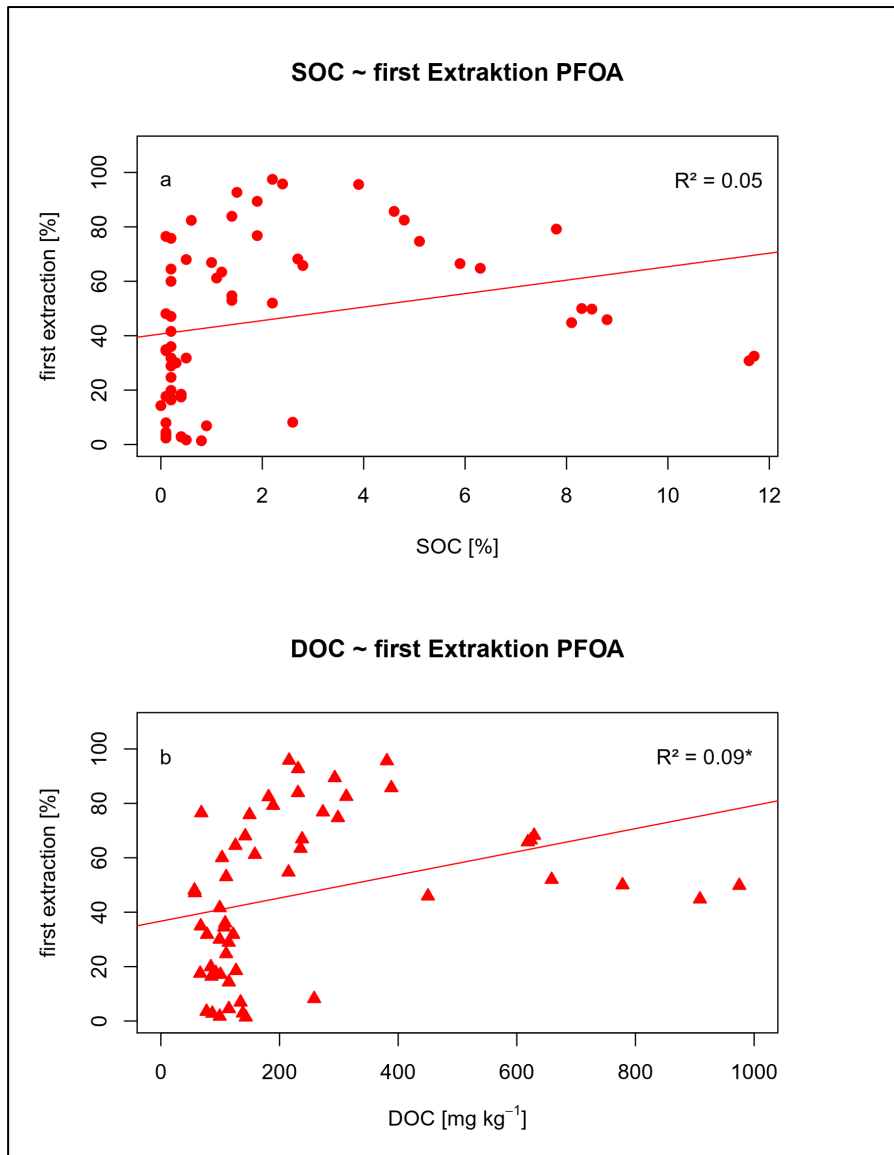 SOC ~ first Extraktion PFOA
a
R² = 0.05
first extraction [%]
100
80
60
40
20
0
0 2 4 6 8 10 12
SOC [%]
DOC ~ first Extraktion PFOA
b
R² = 0.09*
first extraction [%]
100
80
60
40
20
0
0 200 400 600 800 1000
DOC [mg kg⁻¹]